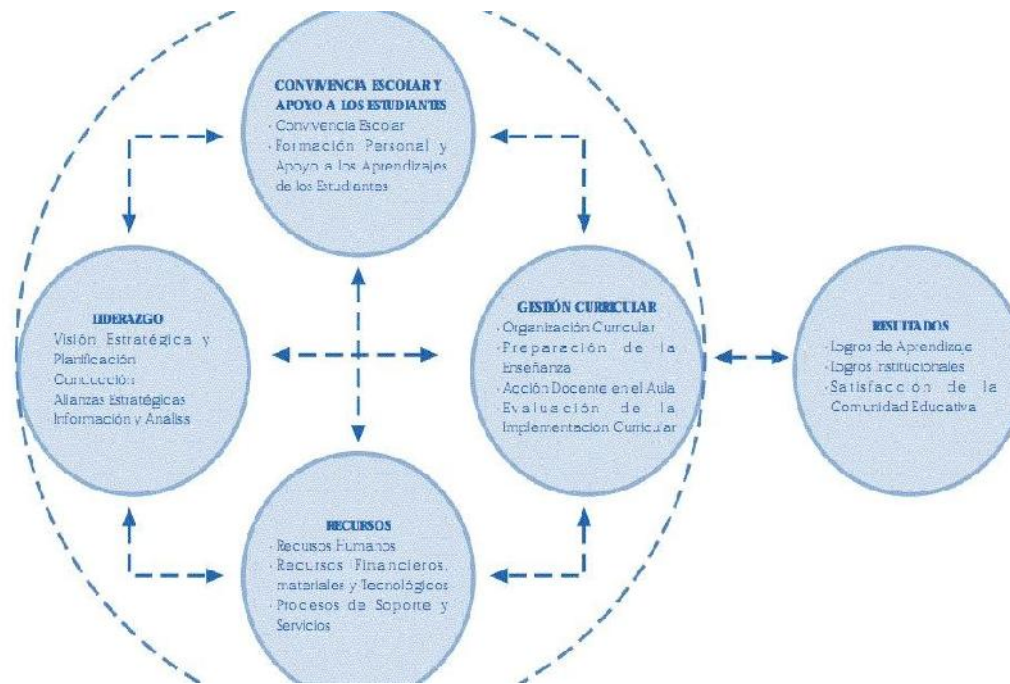 CONVIVENCIA ESCOLAR Y
APOYO A LOS ESTUDIANTES
· Convivencia Escolar
· Formación Personal y
Apoyo a los Aprendizajes
de los Estudiantes
LIDERAZGO
Visión Estratégica y
Planificación
Conducción
Alianzas Estratégicas
Información y Análisis
GESTIÓN CURRICULAR
· Organización Curricular
· Preparación de la
Enseñanza
· Acción Docente en el Aula
· Evaluación de la
Implementación Curricular
RESULTADOS
· Logros de Aprendizaje
· Logros Institucionales
· Satisfacción de la
Comunidad Educativa
RECURSOS
· Recursos Humanos
· Recursos Financieros,
materiales y Tecnológicos
· Procesos de Soporte y
Servicios